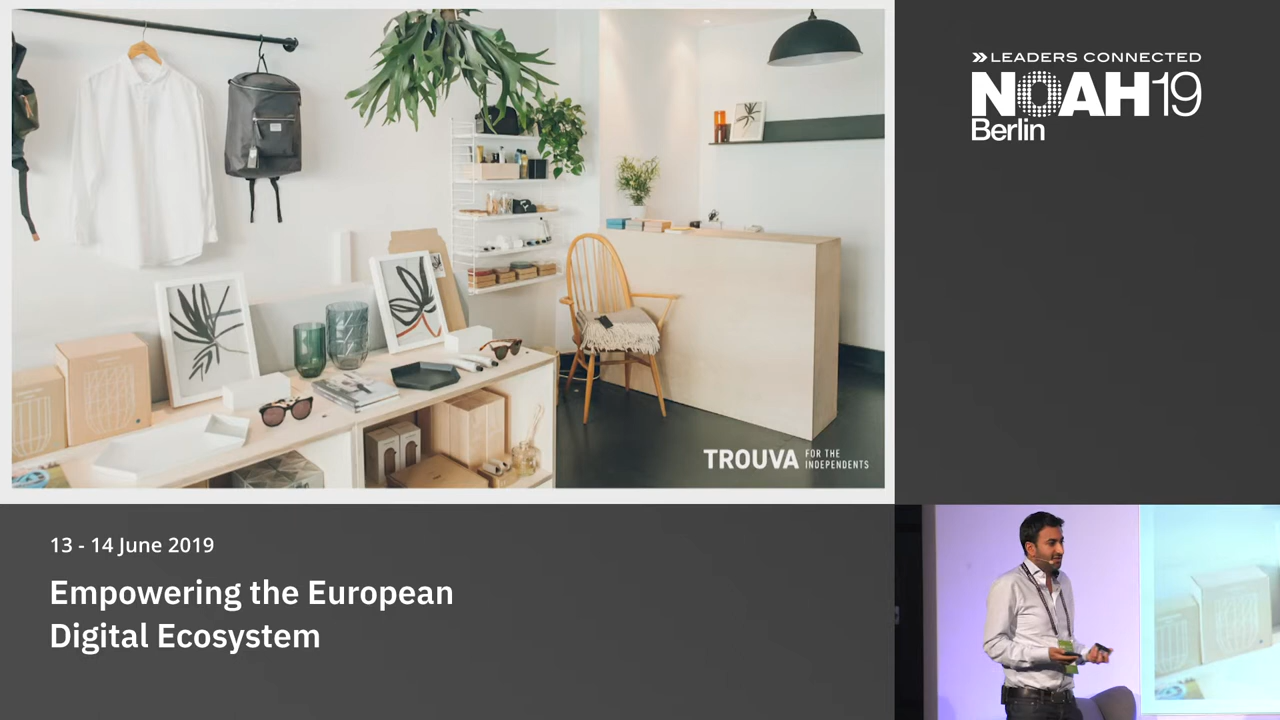 TROUVA FOR THE INDEPENDENTS
LEADERS CONNECTED
NOAH19
Berlin
13 - 14 June 2019
Empowering the European
Digital Ecosystem